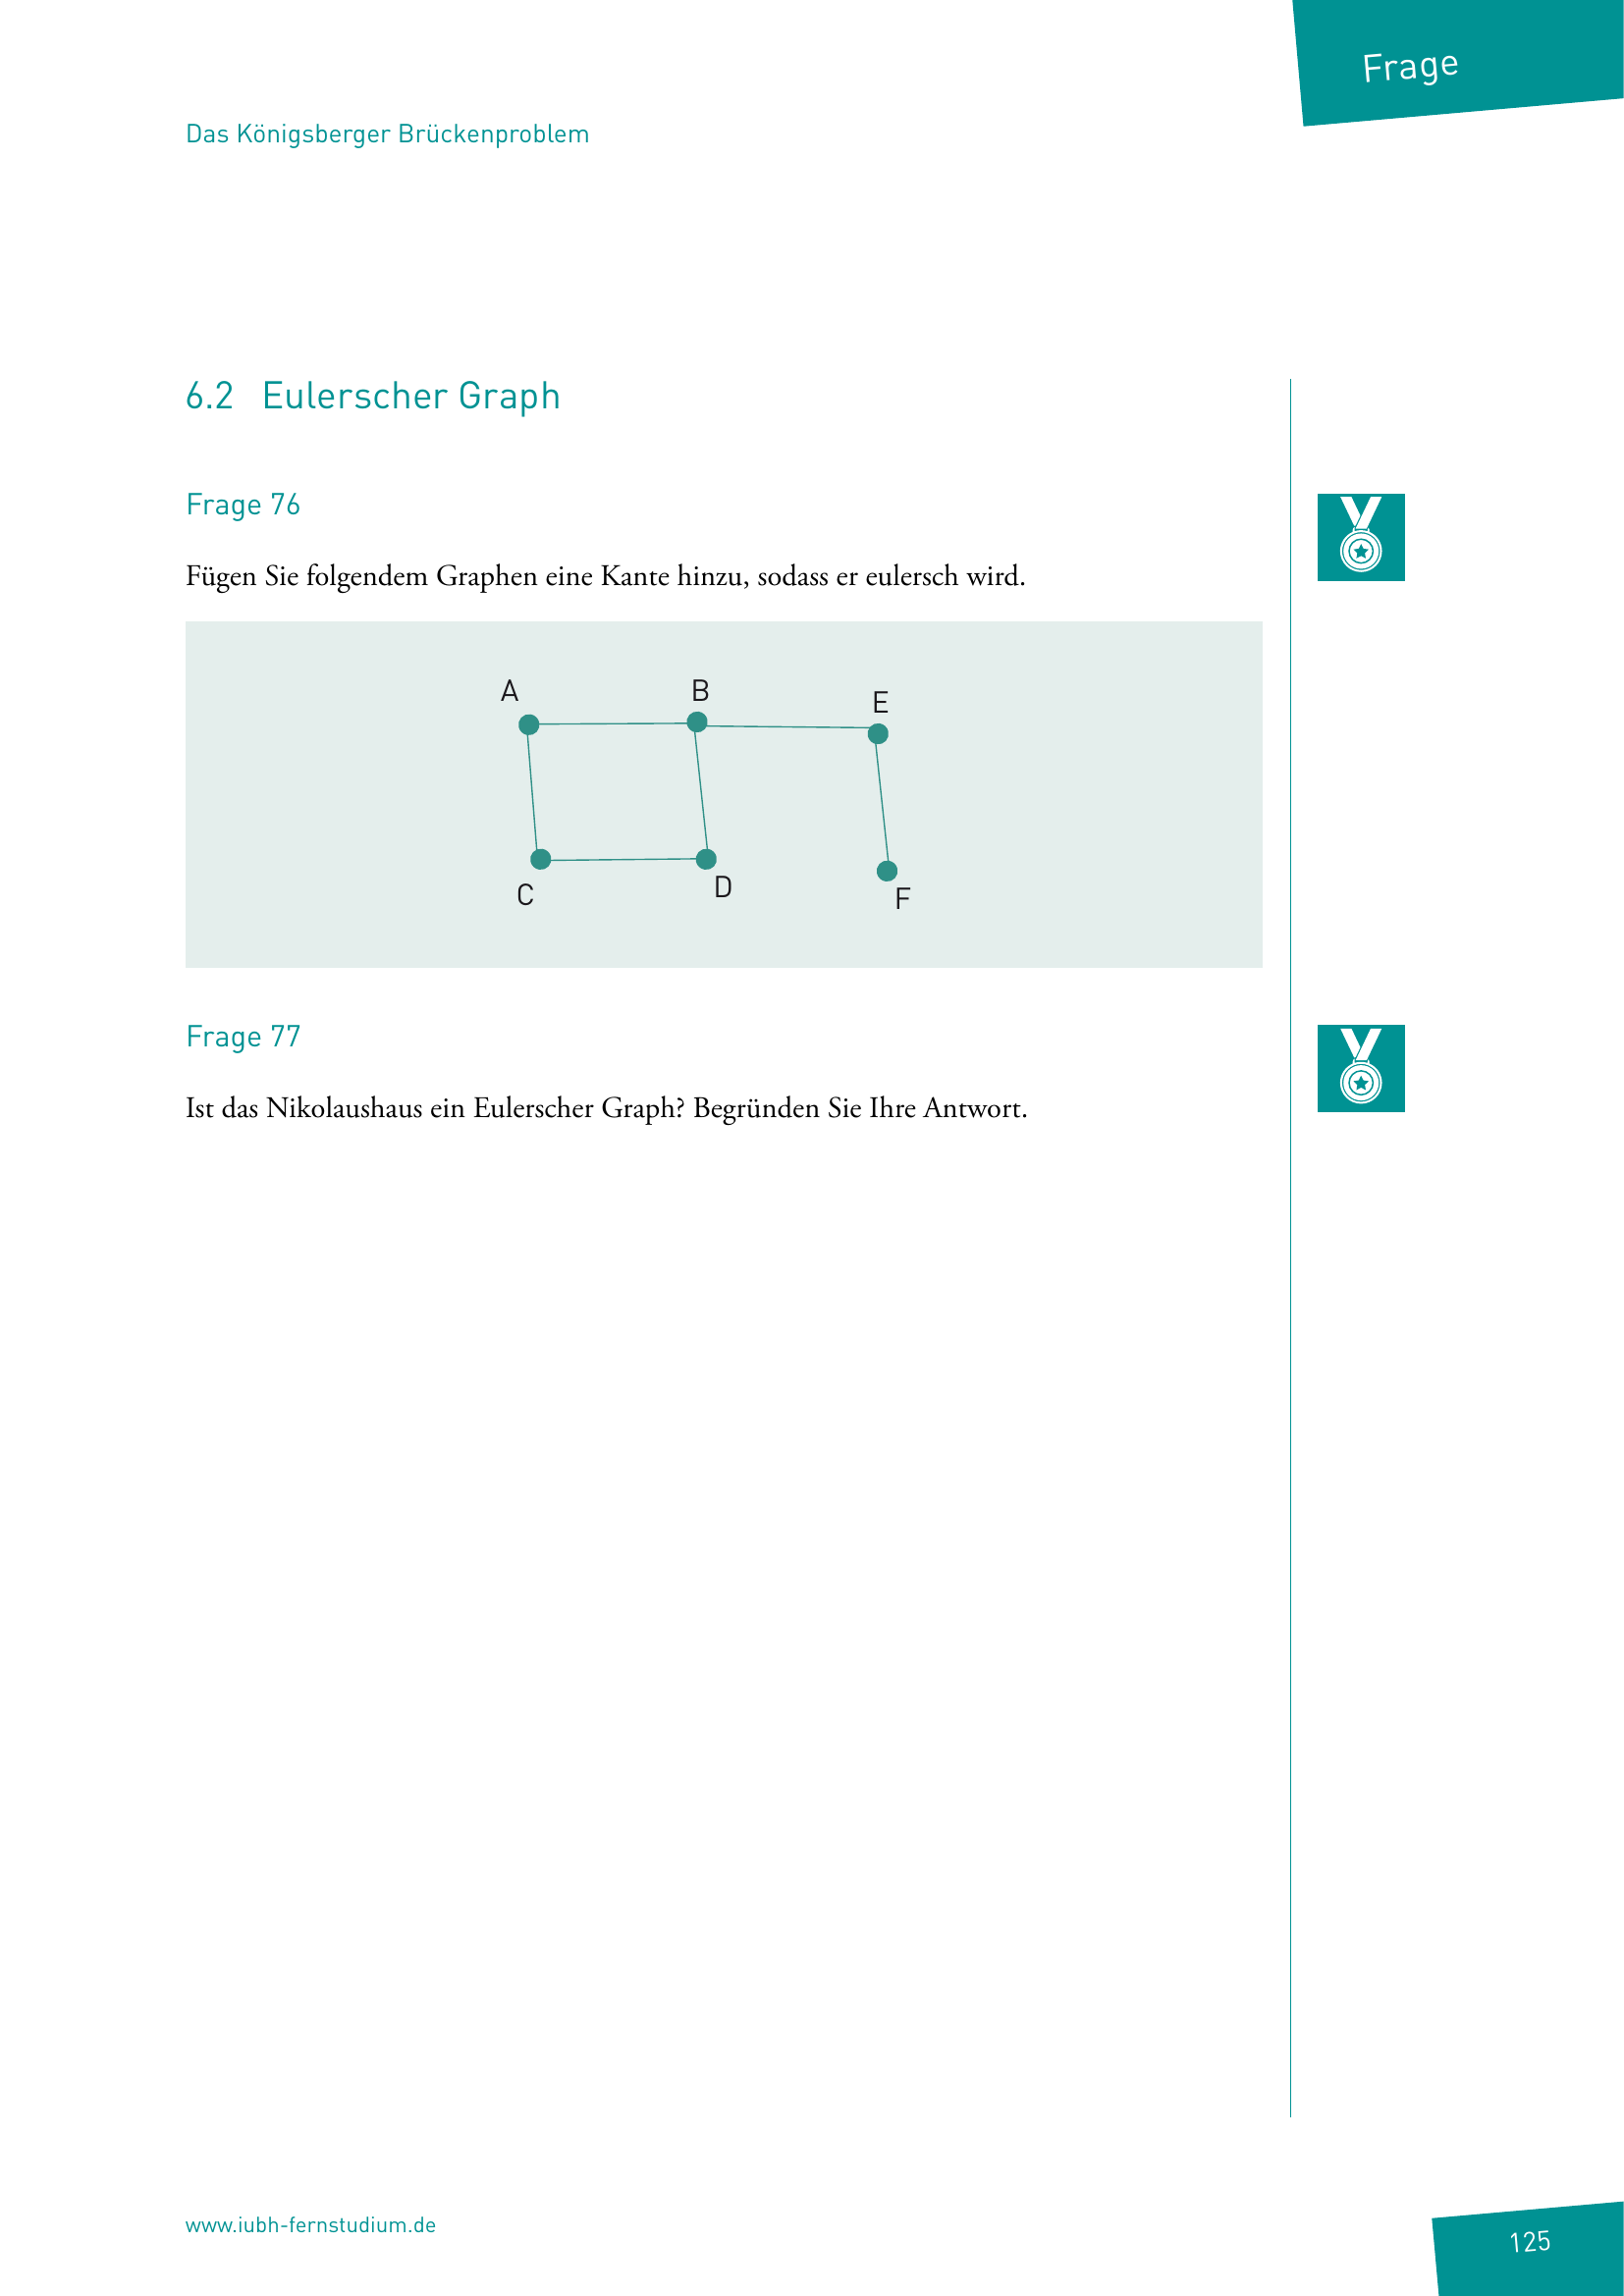 Frage
Das Königsberger Brückenproblem
6.2 Eulerscher Graph
Frage 76
Fügen Sie folgendem Graphen eine Kante hinzu, sodass er eulersch wird.
A
B
E
C
D
F
Frage 77
Ist das Nikolaushaus ein Eulerscher Graph? Begründen Sie Ihre Antwort.
www.iubh-fernstudium.de
125